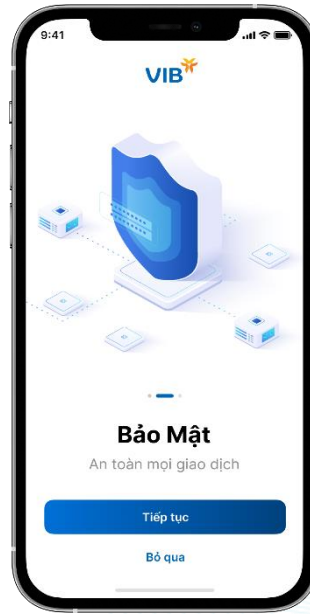 9:41
VIB
Bảo Mật
An toàn mọi giao dịch
Tiếp tục
Bỏ qua